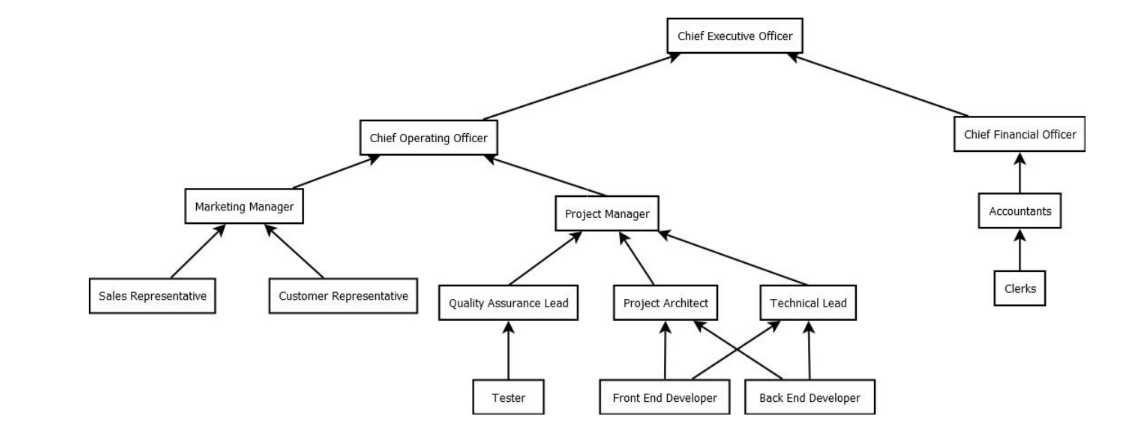 Chief Executive Officer
Chief Operating Officer
Chief Financial Officer
Marketing Manager
Project Manager
Accountants
Sales Representative
Customer Representative
Quality Assurance Lead
Project Architect
Technical Lead
Clerks
Tester
Front End Developer
Back End Developer